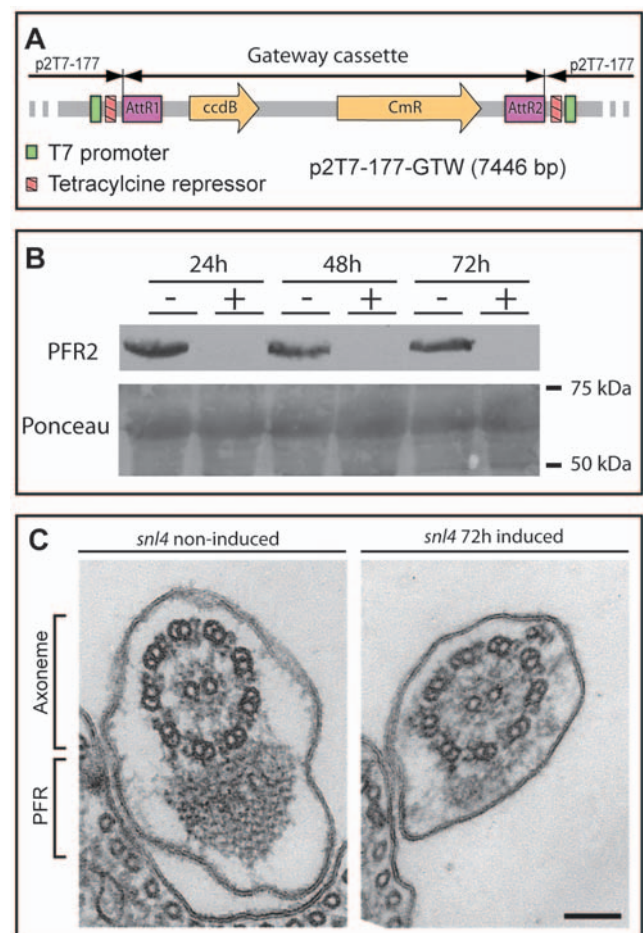 A
p2T7-177
Gateway cassette
p2T7-177
AttR1
ccdB
CmR
AttR2
T7 promoter
Tetracylcine repressor
p2T7-177-GTW (7446 bp)
B
24h 48h 72h
- + - + - +
PFR2
75 kDa
Ponceau
50 kDa
C
snl4 non-induced
snl4 72h induced
Axoneme
PFR